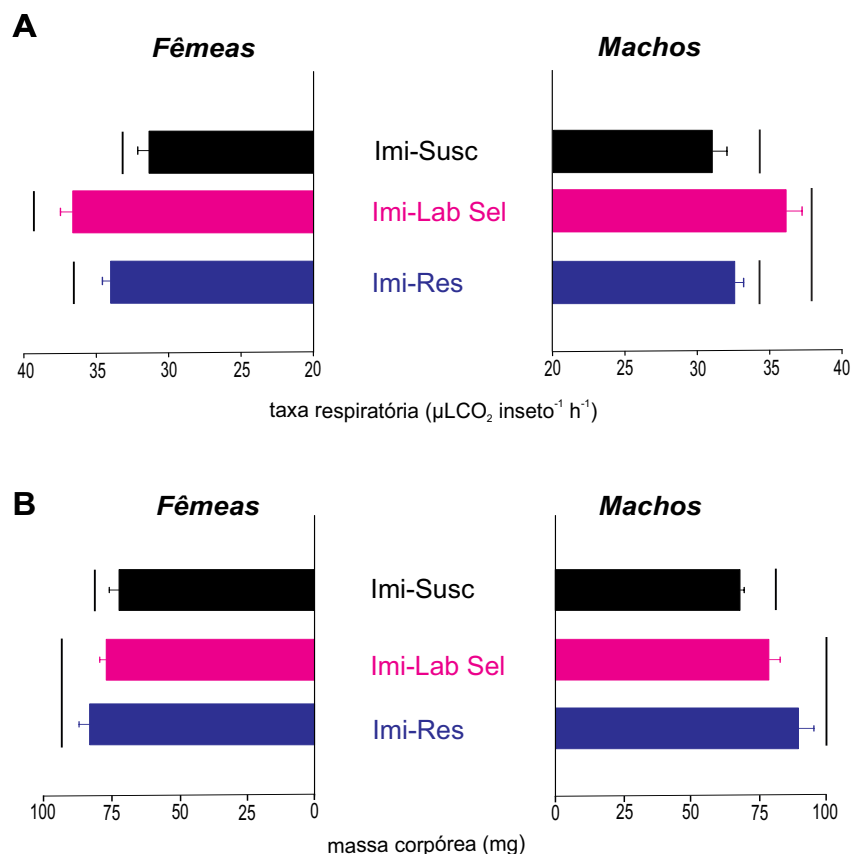 A
Fêmeas
Machos
Imi-Susc
Imi-Lab Sel
Imi-Res
40 35 30 25 20
20 25 30 35 40
taxa respiratória (µLCO₂ inseto⁻¹ h⁻¹)
B
Fêmeas
Machos
Imi-Susc
Imi-Lab Sel
Imi-Res
100 75 50 25 0
0 25 50 75 100
massa corpórea (mg)